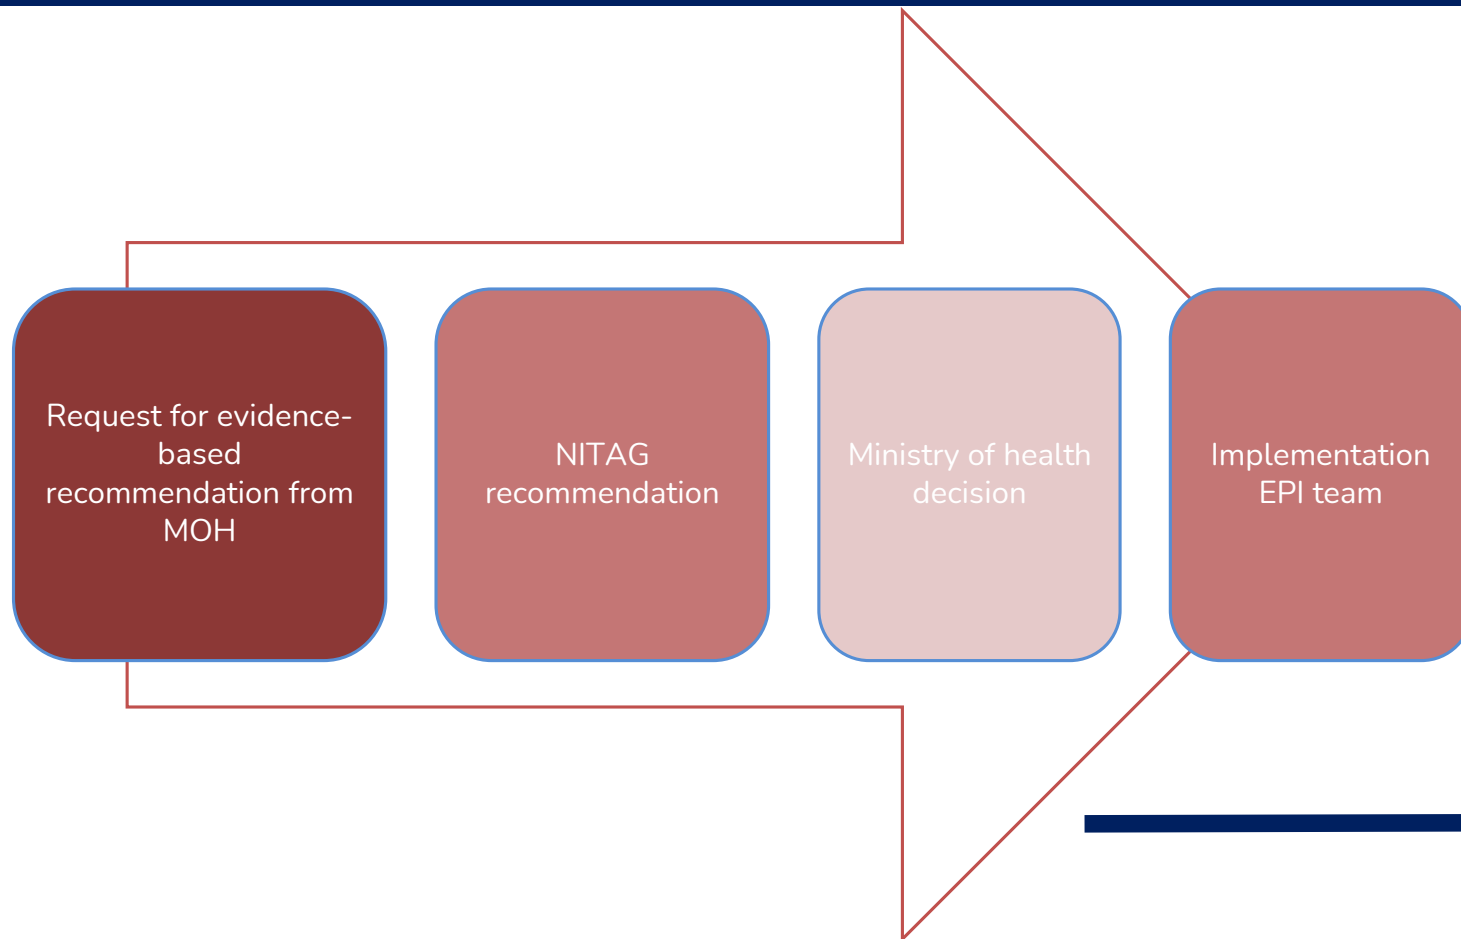 Request for evidence-
based
recommendation from
MOH
NITAG
recommendation
Ministry of health
decision
Implementation
EPI team